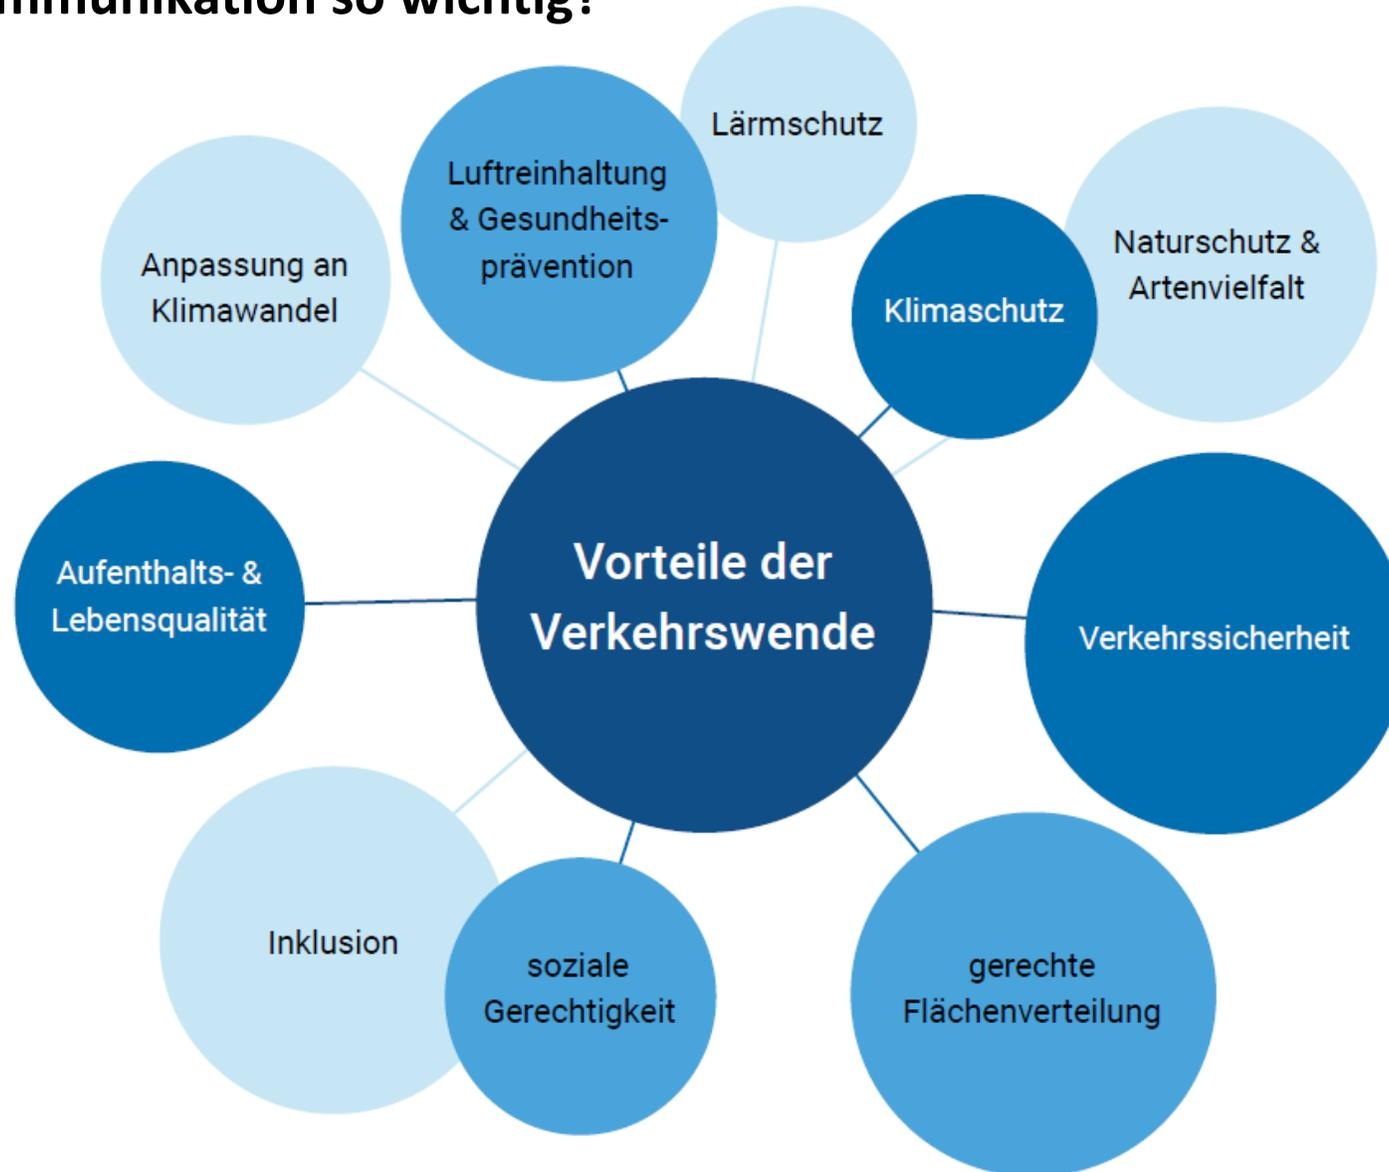 so wichtig?
Lärmschutz
Luftreinhaltung
& Gesundheits-
prävention
Naturschutz &
Artenvielfalt
Anpassung an
Klimawandel
Klimaschutz
Vorteile der
Verkehrswende
Aufenthalts- &
Lebensqualität
Verkehrssicherheit
Inklusion
soziale
Gerechtigkeit
gerechte
Flächenverteilung